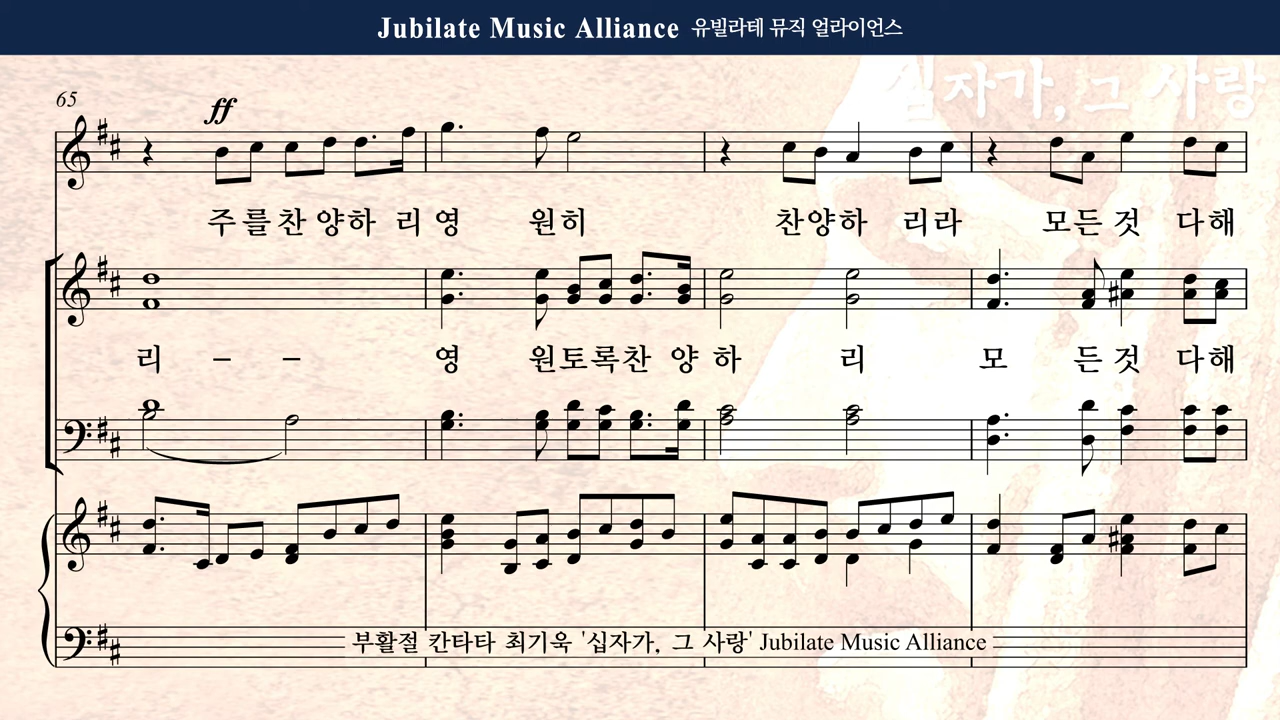 Jubilate Music Alliance 유빌라테 뮤직 얼라이언스
십자가, 그 사랑
65
ff
주를찬 양하 리영 원히 찬양하 리라 모든것 다해
리 – – 영 원토록찬 양 하 리 모 든것 다해
부활절 칸타타 최기욱 '십자가, 그 사랑' Jubilate Music Alliance